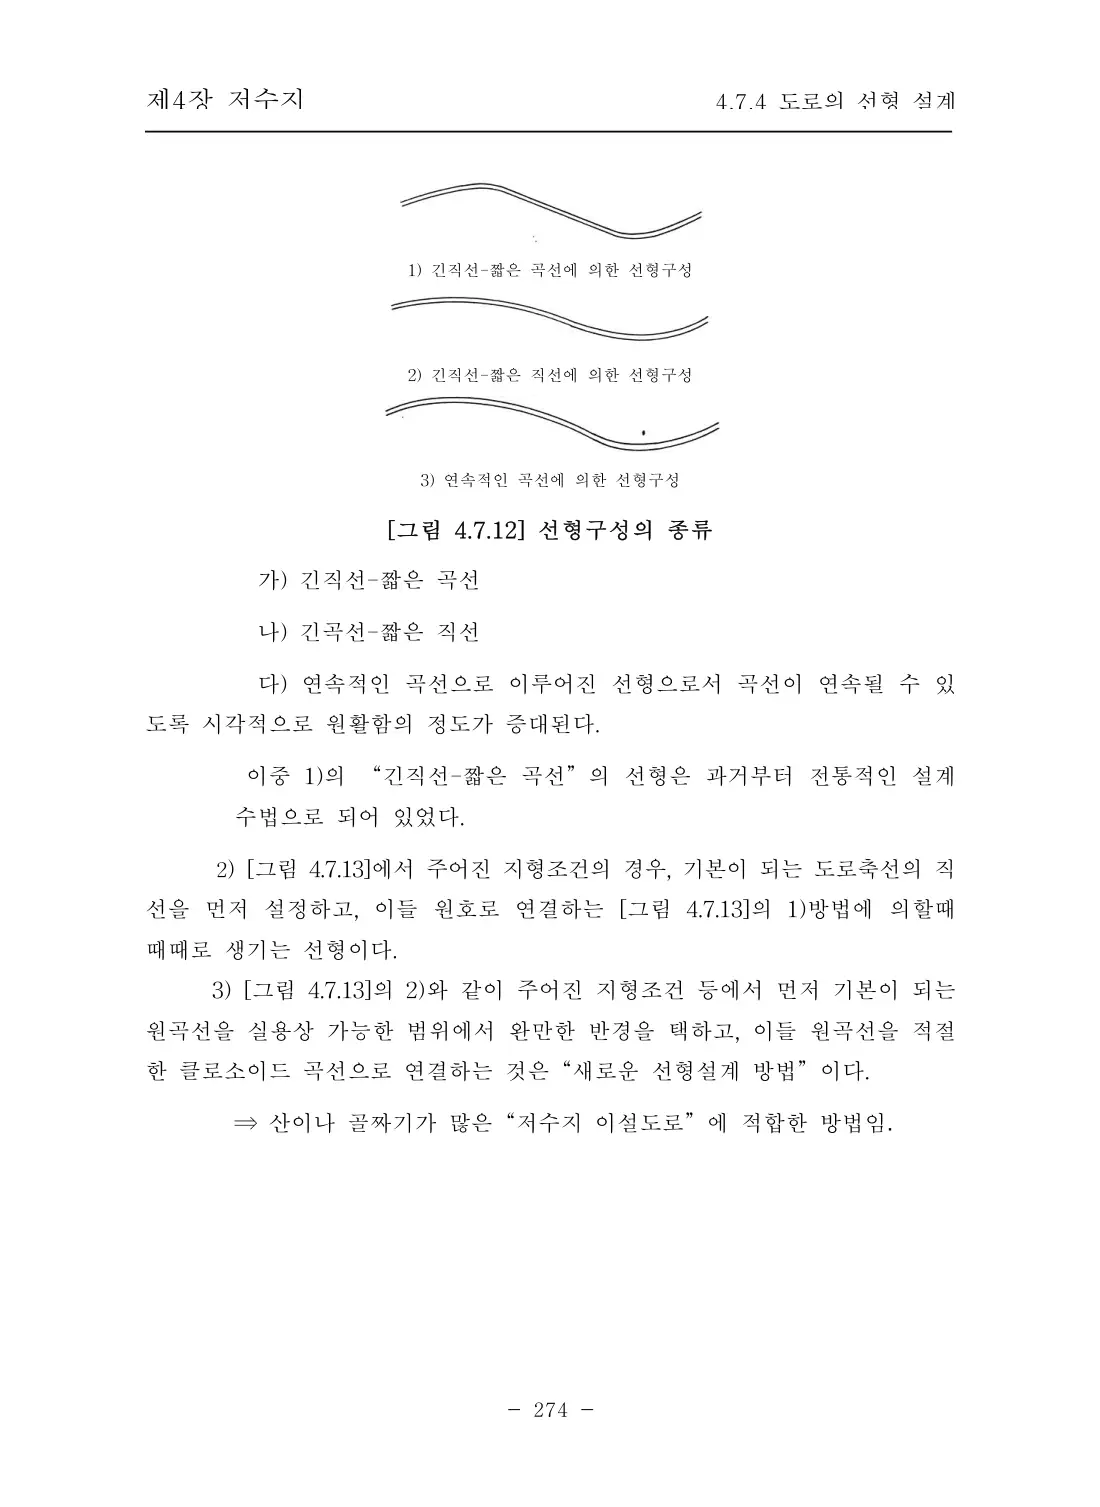 제4장 저수지
4.7.4 도로의 선형 설계
1) 긴직선-짧은 곡선에 의한 선형구성
2) 긴직선-짧은 직선에 의한 선형구성
3) 연속적인 곡선에 의한 선형구성
[그림 4.7.12] 선형구성의 종류
가) 긴직선-짧은 곡선
나) 긴곡선-짧은 직선
다) 연속적인 곡선으로 이루어진 선형으로서 곡선이 연속될 수 있
도록 시각적으로 원활함의 정도가 증대된다.
이중 1)의 “긴직선-짧은 곡선”의 선형은 과거부터 전통적인 설계
수법으로 되어 있었다.
2) [그림 4.7.13]에서 주어진 지형조건의 경우, 기본이 되는 도로축선의 직
선을 먼저 설정하고, 이들 원호로 연결하는 [그림 4.7.13]의 1)방법에 의할때
때때로 생기는 선형이다.
3) [그림 4.7.13]의 2)와 같이 주어진 지형조건 등에서 먼저 기본이 되는
원곡선을 실용상 가능한 범위에서 완만한 반경을 택하고, 이들 원곡선을 적절
한 클로소이드 곡선으로 연결하는 것은 “새로운 선형설계 방법”이다.
⇒ 산이나 골짜기가 많은 “저수지 이설도로”에 적합한 방법임.
- 274 -